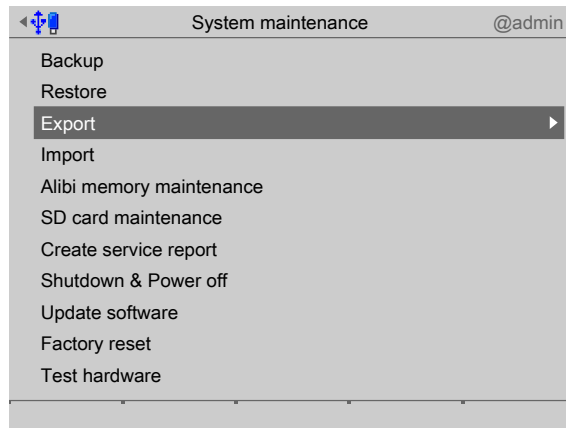 System maintenance @admin
Backup
Restore
Export
Import
Alibi memory maintenance
SD card maintenance
Create service report
Shutdown & Power off
Update software
Factory reset
Test hardware